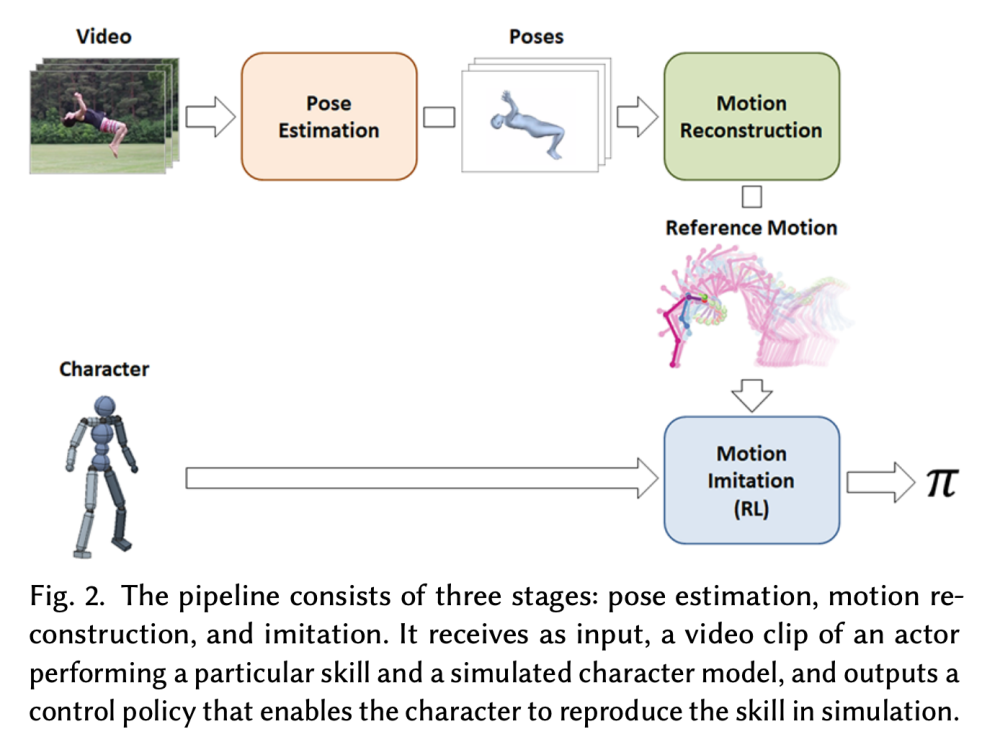 Video
Poses
Pose
Estimation
Motion
Reconstruction
Reference Motion
Character
Motion
Imitation
(RL)
π
Fig. 2. The pipeline consists of three stages: pose estimation, motion re-
construction, and imitation. It receives as input, a video clip of an actor
performing a particular skill and a simulated character model, and outputs a
control policy that enables the character to reproduce the skill in simulation.